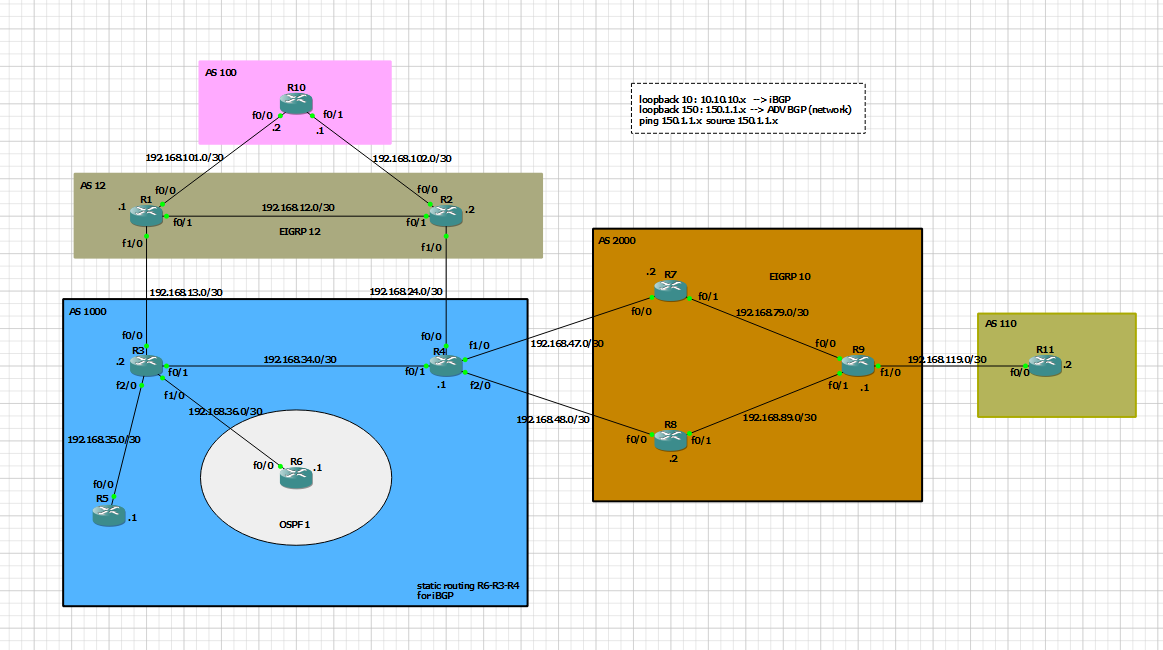 AS 100
R10
f0/0
f0/1
.2
.1
loopback 10 : 10.10.10.x --> iBGP
loopback 150 : 150.1.1.x --> ADV BGP (network)
ping 150.1.1.x source 150.1.1.x
192.168.101.0/30
192.168.102.0/30
AS 12
f0/0
f0/0
R1
R2
.1
.2
192.168.12.0/30
f0/1
f0/1
EIGRP 12
f1/0
f1/0
192.168.13.0/30
192.168.24.0/30
AS 2000
.2
R7
EIGRP 10
f0/1
f0/0
192.168.79.0/30
AS 1000
f0/0
f0/0
R3
R4
.2
f1/0
192.168.34.0/30
f0/1
f0/1
.1
f2/0
f2/0
f1/0
192.168.47.0/30
f0/0
R9
f0/1
.1
f1/0
192.168.119.0/30
AS 110
R11
f0/0
.2
192.168.36.0/30
192.168.48.0/30
192.168.89.0/30
R8
f0/0
f0/1
.2
192.168.35.0/30
f0/0
R6
.1
f0/0
R5
.1
OSPF 1
static routing R6-R3-R4
for iBGP